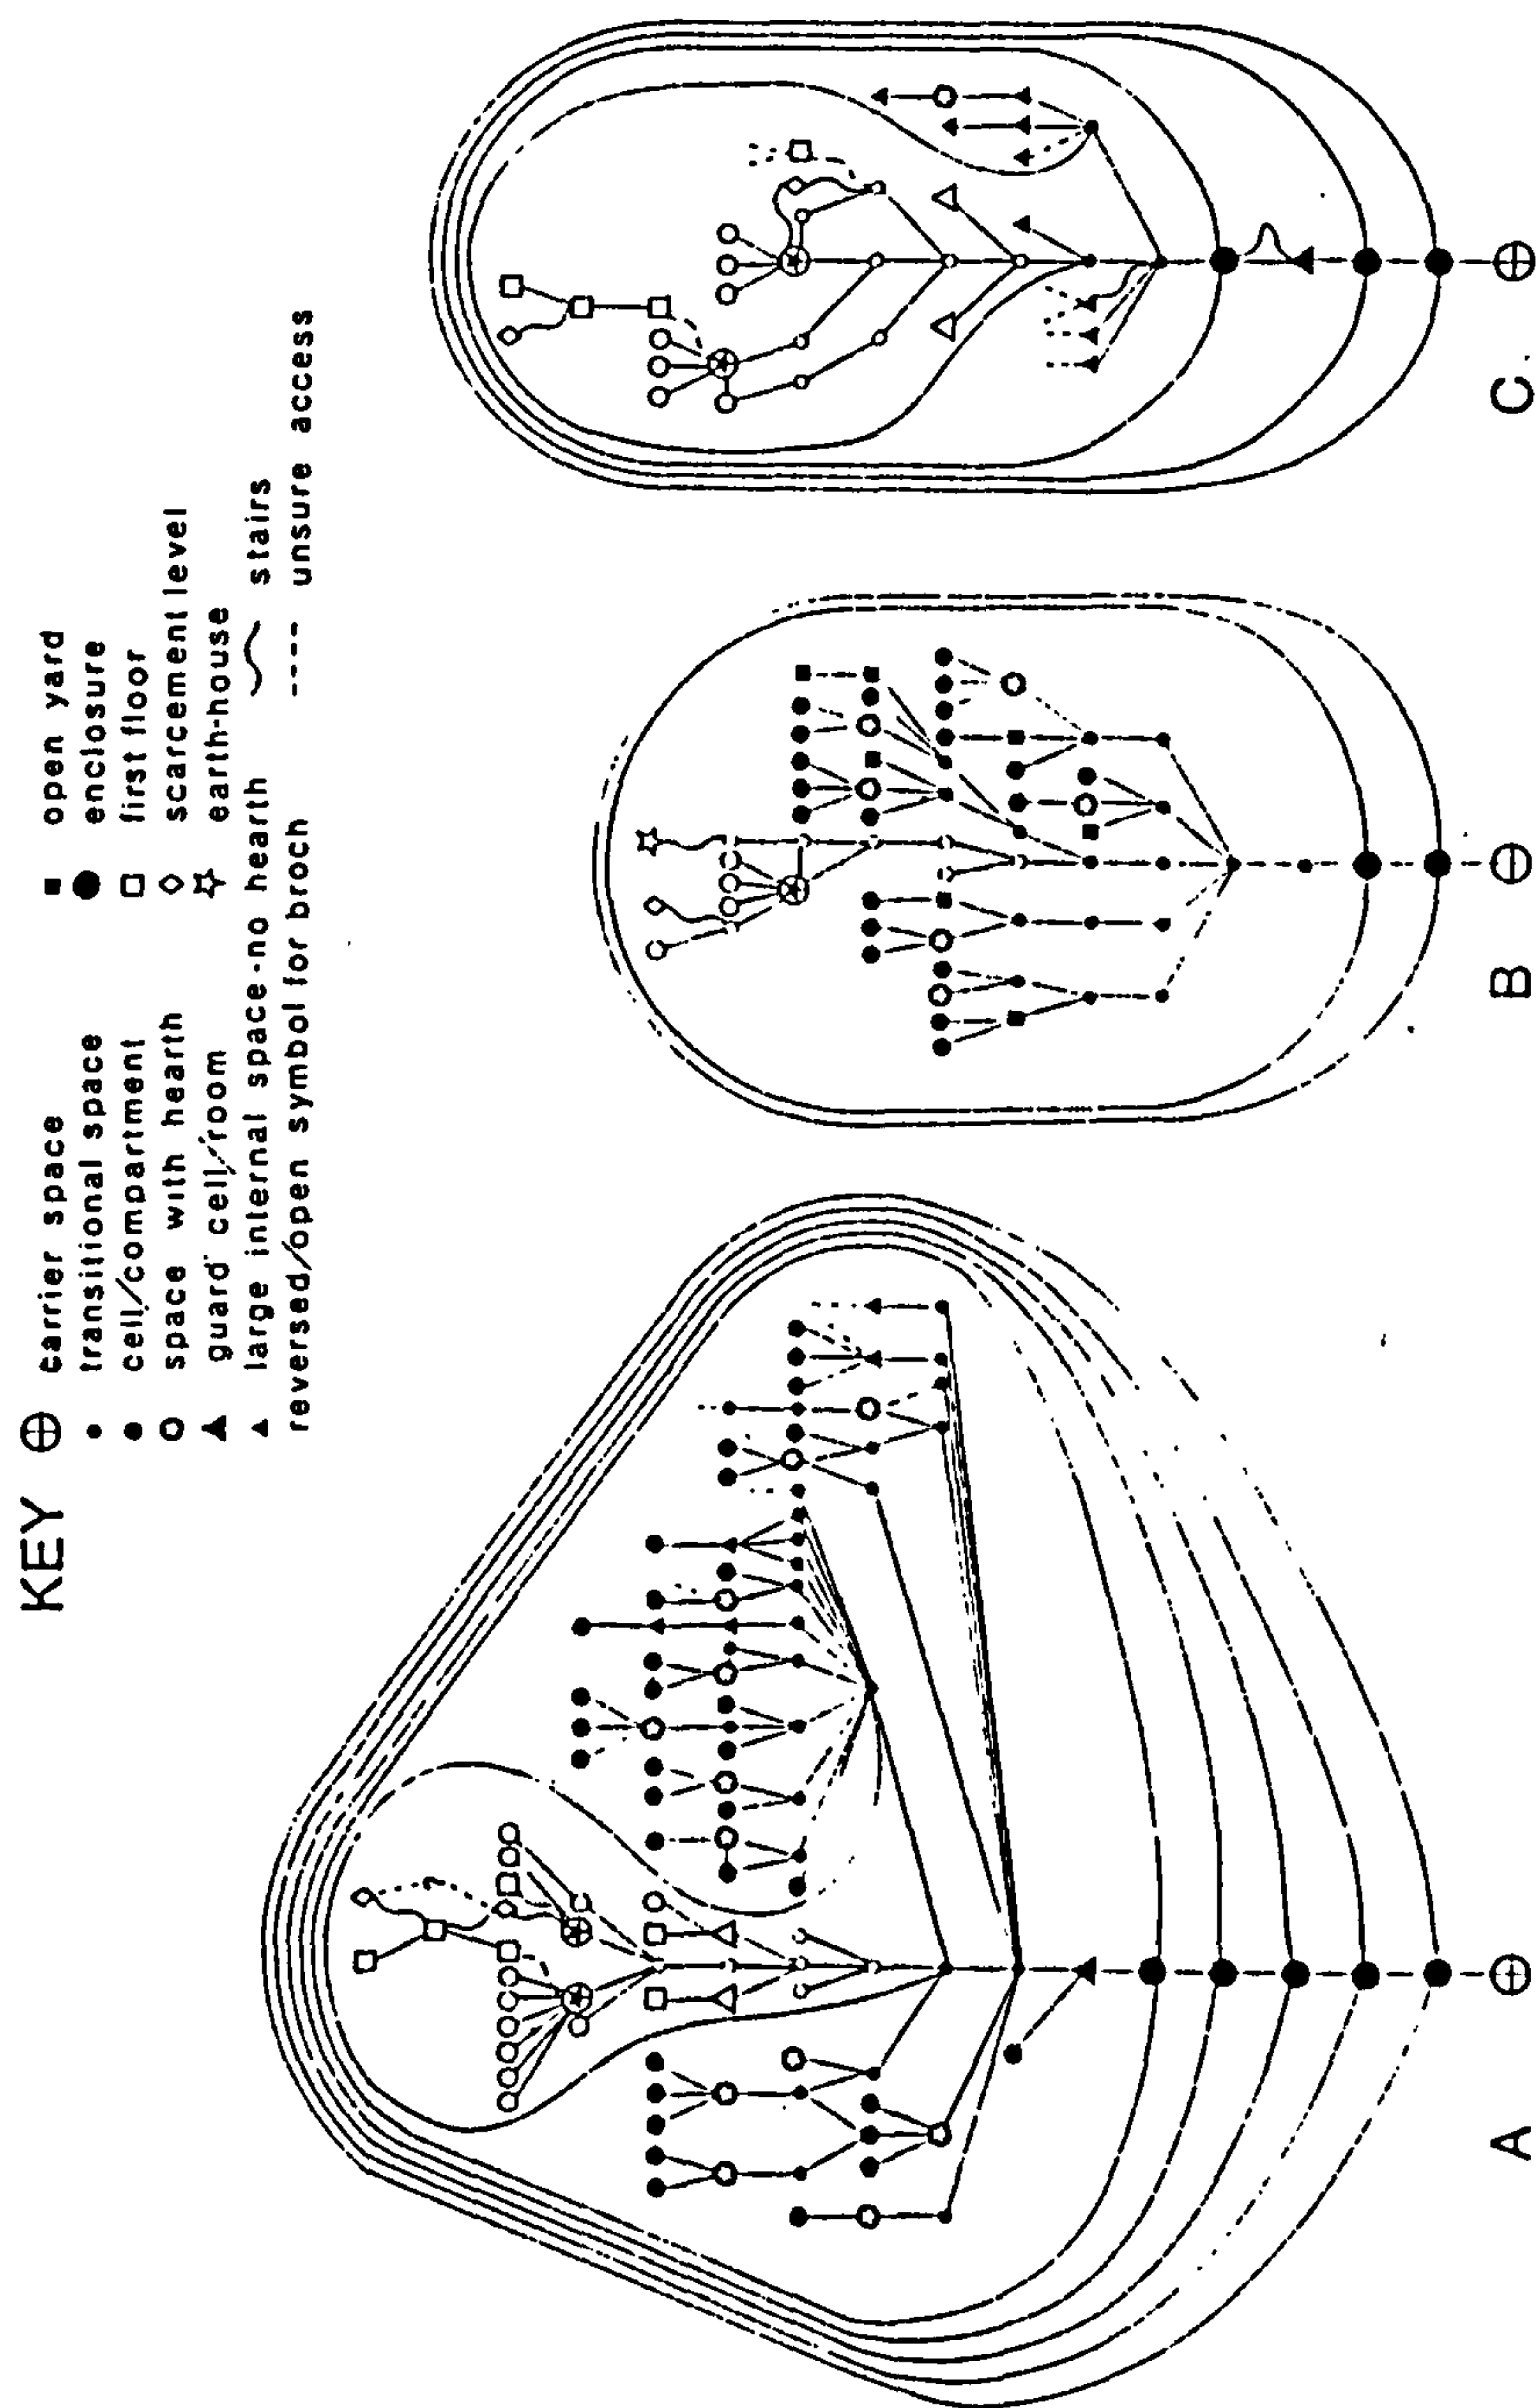 KEY
carrier space
transitional space
cell/compartment
space with hearth
guard cell/room
large internal space-no hearth
reversed/open symbol for broch
open yard
enclosure
first floor
scarcement level
earth-house
stairs
unsure access
?
A
B
C.